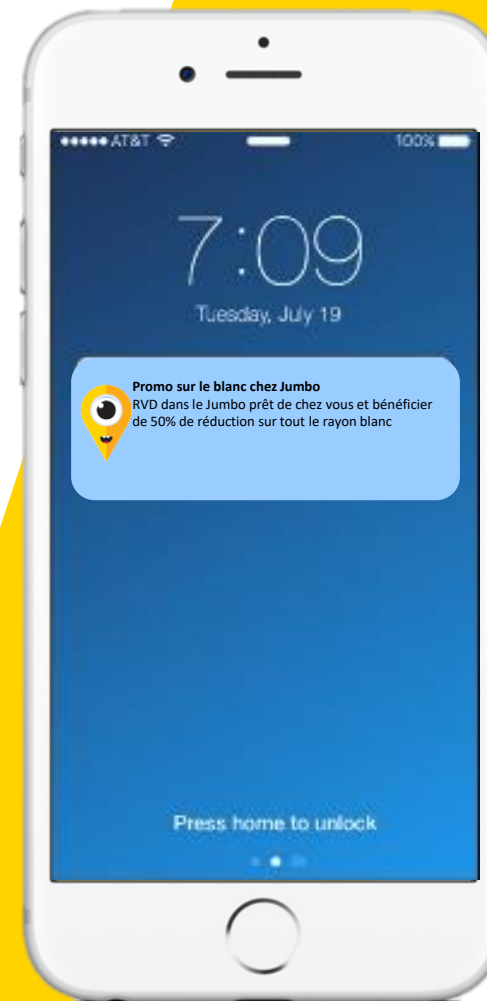 AT&T 100%
7:09
Tuesday, July 19
Promo sur le blanc chez Jumbo
RVD dans le Jumbo prêt de chez vous et bénéficier
de 50% de réduction sur tout le rayon blanc
Press home to unlock